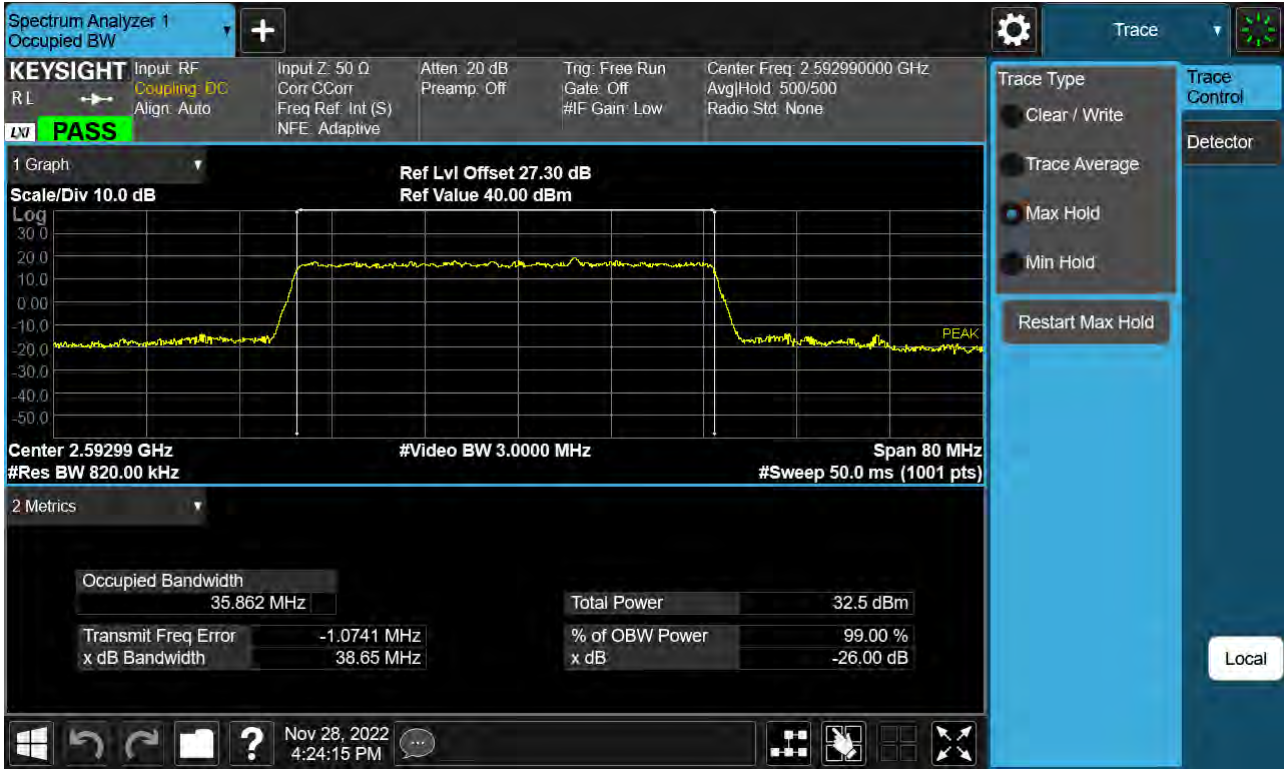 Spectrum Analyzer 1
Occupied BW
Trace
KEYSIGHT
RL
LXI
PASS
Input: RF
Coupling: DC
Align: Auto
Input Z: 50 Ω
Corr CCorr
Freq Ref: Int (S)
NFE: Adaptive
Atten: 20 dB
Preamp: Off
Trig: Free Run
Gate: Off
#IF Gain: Low
Center Freq: 2.592990000 GHz
Avg|Hold: 500/500
Radio Std: None
1 Graph
Scale/Div 10.0 dB
Ref Lvl Offset 27.30 dB
Ref Value 40.00 dBm
Log
30.0
20.0
10.0
0.00
-10.0
-20.0
-30.0
-40.0
-50.0
PEAK
Center 2.59299 GHz
#Video BW 3.0000 MHz
Span 80 MHz
#Res BW 820.00 kHz
#Sweep 50.0 ms (1001 pts)
2 Metrics
Occupied Bandwidth
35.862 MHz
Total Power 32.5 dBm
Transmit Freq Error -1.0741 MHz
% of OBW Power 99.00 %
x dB Bandwidth 38.65 MHz
x dB -26.00 dB
Nov 28, 2022
4:24:15 PM
Trace Type
Clear / Write
Trace Average
Max Hold
Min Hold
Restart Max Hold
Trace
Control
Detector
Local